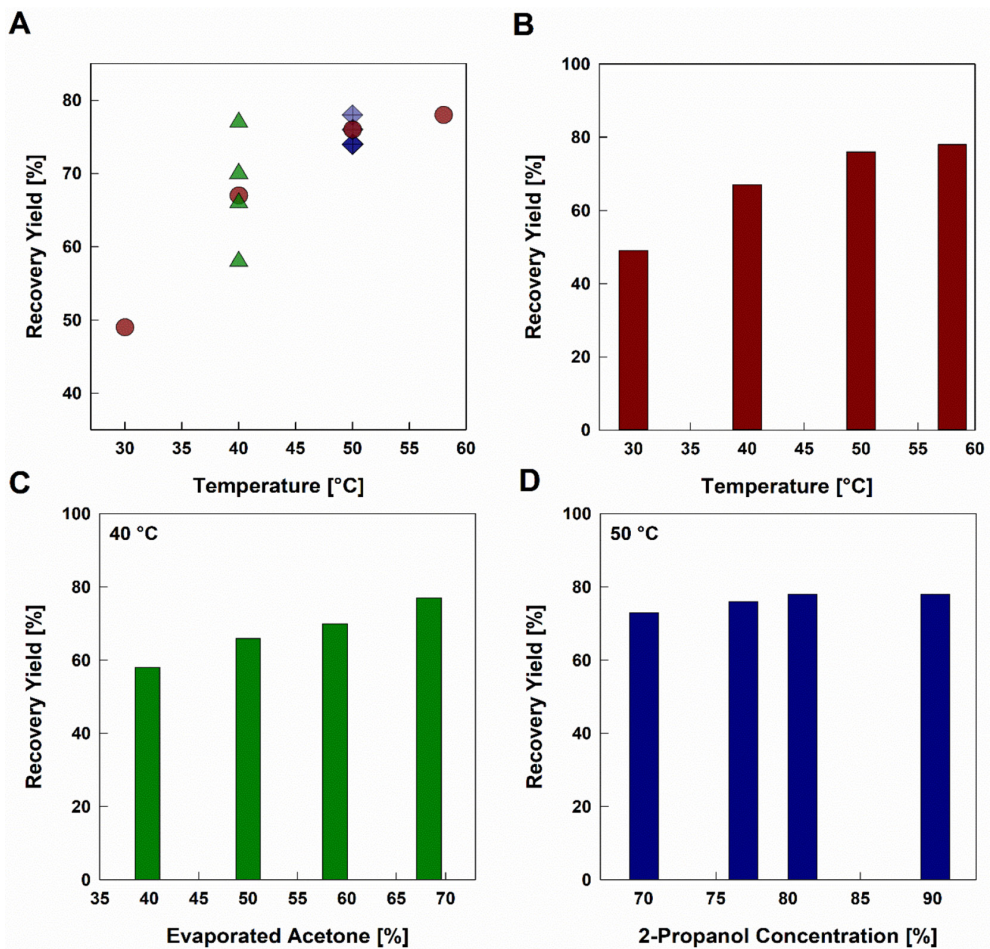 A
Recovery Yield [%]
80
70
60
50
40
30 35 40 45 50 55 60
Temperature [°C]
B
Recovery Yield [%]
100
80
60
40
20
0
30 35 40 45 50 55 60
Temperature [°C]
C
40 °C
Recovery Yield [%]
100
80
60
40
20
0
35 40 45 50 55 60 65 70
Evaporated Acetone [%]
D
50 °C
Recovery Yield [%]
100
80
60
40
20
0
70 75 80 85 90
2-Propanol Concentration [%]